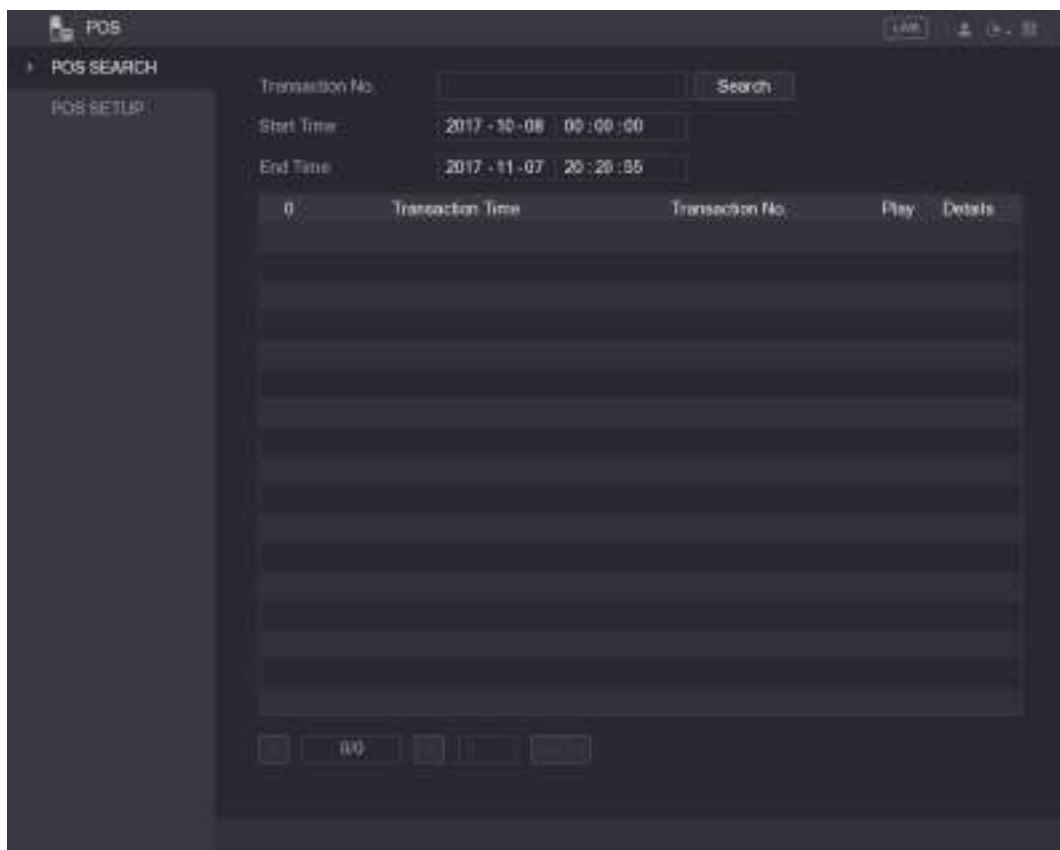 POS
LIVE
POS SEARCH
POS SETUP
Transaction No.
Search
Start Time
2017 - 10 - 08 00 : 00 : 00
End Time
2017 - 11 - 07 20 : 20 : 55
0 Transaction Time Transaction No. Play Details
0/0